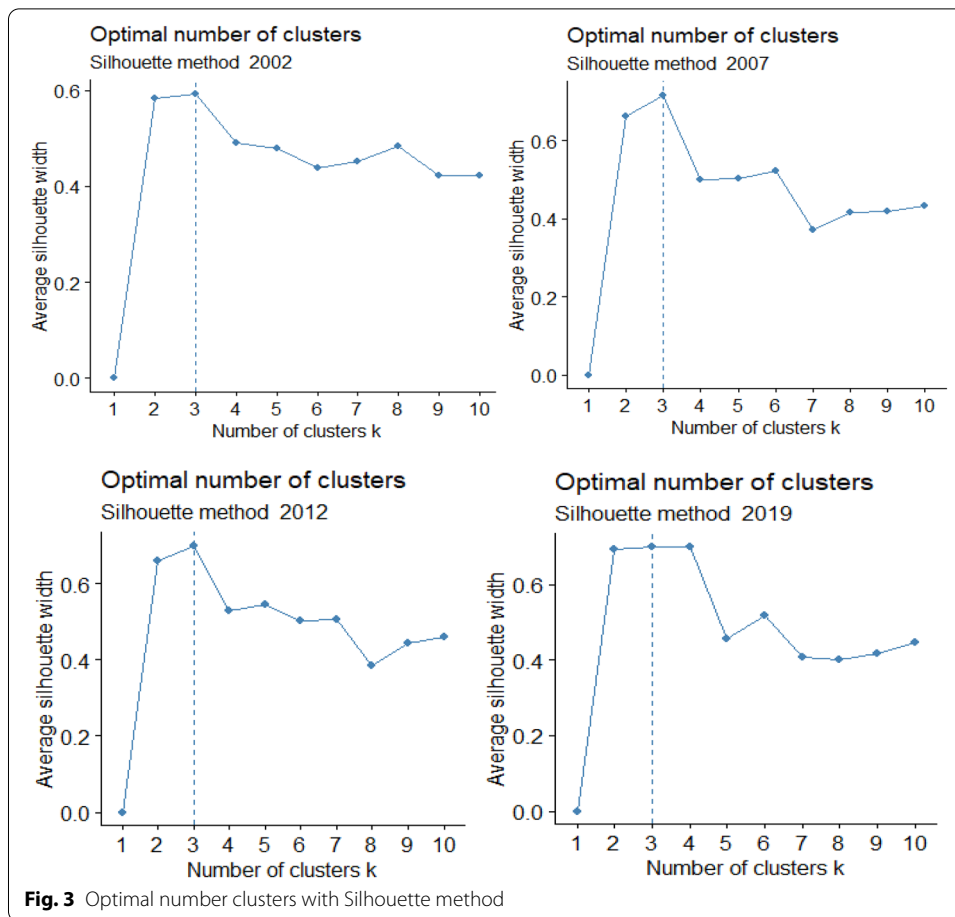 Optimal number of clusters
Silhouette method 2002
Average silhouette width
0.6
0.4
0.2
0.0
1 2 3 4 5 6 7 8 9 10
Number of clusters k
Optimal number of clusters
Silhouette method 2007
Average silhouette width
0.6
0.4
0.2
0.0
1 2 3 4 5 6 7 8 9 10
Number of clusters k
Optimal number of clusters
Silhouette method 2012
Average silhouette width
0.6
0.4
0.2
0.0
1 2 3 4 5 6 7 8 9 10
Number of clusters k
Optimal number of clusters
Silhouette method 2019
Average silhouette width
0.6
0.4
0.2
0.0
1 2 3 4 5 6 7 8 9 10
Number of clusters k
Fig. 3 Optimal number clusters with Silhouette method